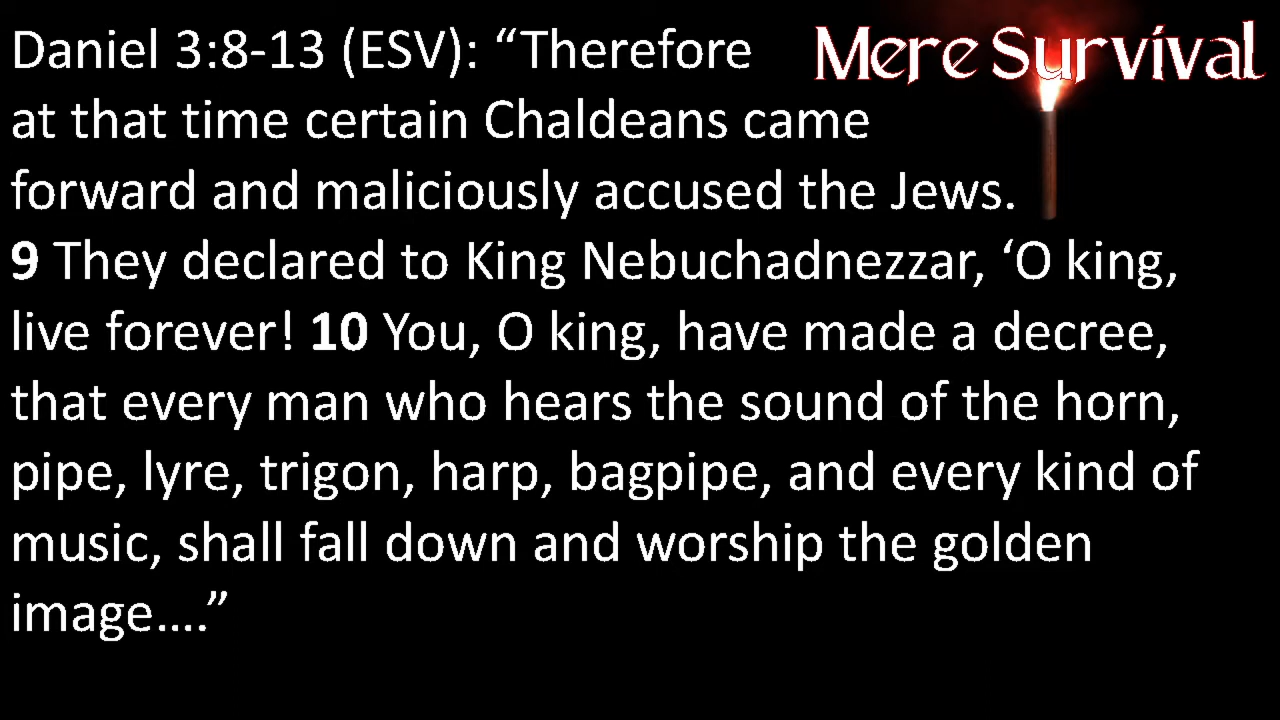 Daniel 3:8-13 (ESV): “Therefore
Mere Survival
at that time certain Chaldeans came
forward and maliciously accused the Jews.
9 They declared to King Nebuchadnezzar, ‘O king,
live forever! 10 You, O king, have made a decree,
that every man who hears the sound of the horn,
pipe, lyre, trigon, harp, bagpipe, and every kind of
music, shall fall down and worship the golden
image....”